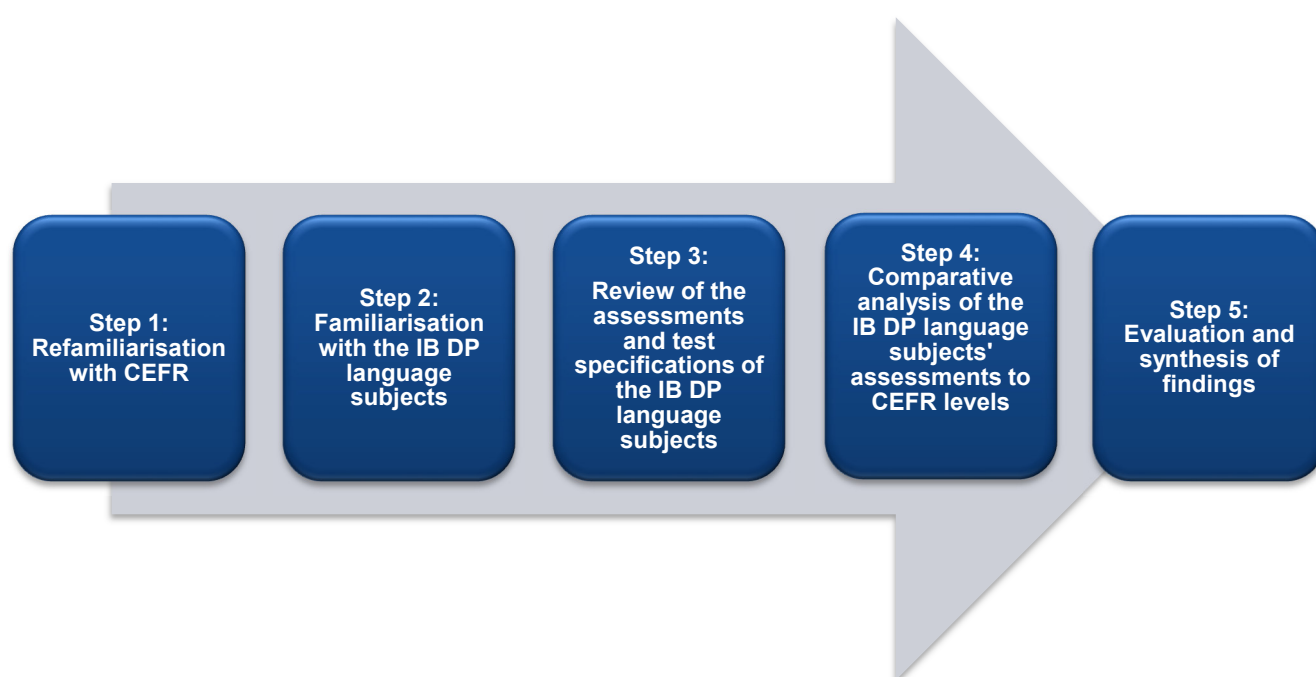 Step 1:
Refamiliarisation
with CEFR
Step 2:
Familiarisation
with the IB DP
language
subjects
Step 3:
Review of the
assessments
and test
specifications of
the IB DP
language
subjects
Step 4:
Comparative
analysis of the
IB DP language
subjects'
assessments to
CEFR levels
Step 5:
Evaluation and
synthesis of
findings